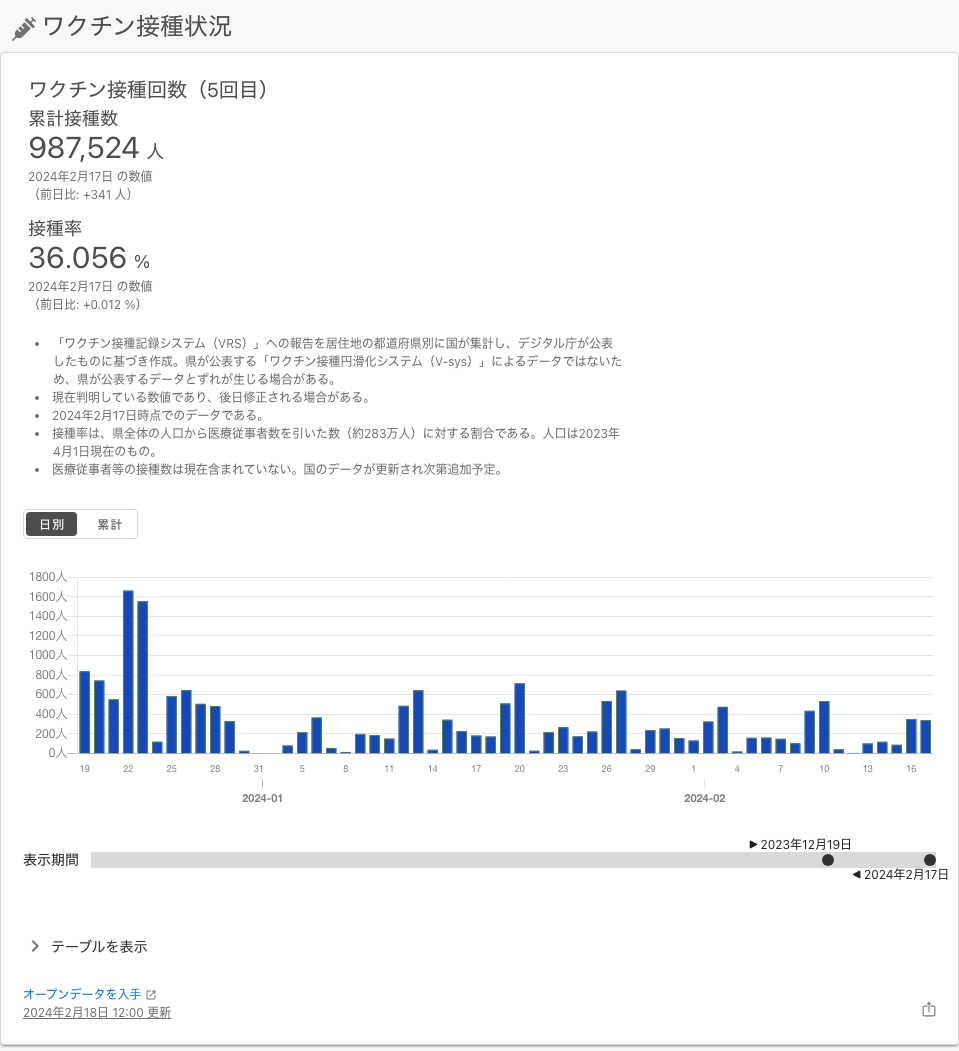 ワクチン接種状況
ワクチン接種回数（5回目）
累計接種数
987,524 人
2024年2月17日 の数値
（前日比: +341 人）
接種率
36.056 %
2024年2月17日 の数値
（前日比: +0.012 %）
• 「ワクチン接種記録システム（VRS）」への報告を居住地の都道府県別に国が集計し、デジタル庁が公表
したものに基づき作成。県が公表する「ワクチン接種円滑化システム（V-sys）」によるデータではないた
め、県が公表するデータとずれが生じる場合がある。
• 現在判明している数値であり、後日修正される場合がある。
• 2024年2月17日時点でのデータである。
• 接種率は、県全体の人口から医療従事者数を引いた数（約283万人）に対する割合である。人口は2023年
4月1日現在のもの。
• 医療従事者等の接種数は現在含まれていない。国のデータが更新され次第追加予定。
日別 累計
1800人
1600人
1400人
1200人
1000人
800人
600人
400人
200人
0人
19 22 25 28 31 5 8 11 14 17 20 23 26 29 1 4 7 10 13 16
2024-01 2024-02
▶ 2023年12月19日
表示期間
◀ 2024年2月17日
テーブルを表示
オープンデータを入手
2024年2月18日 12:00 更新